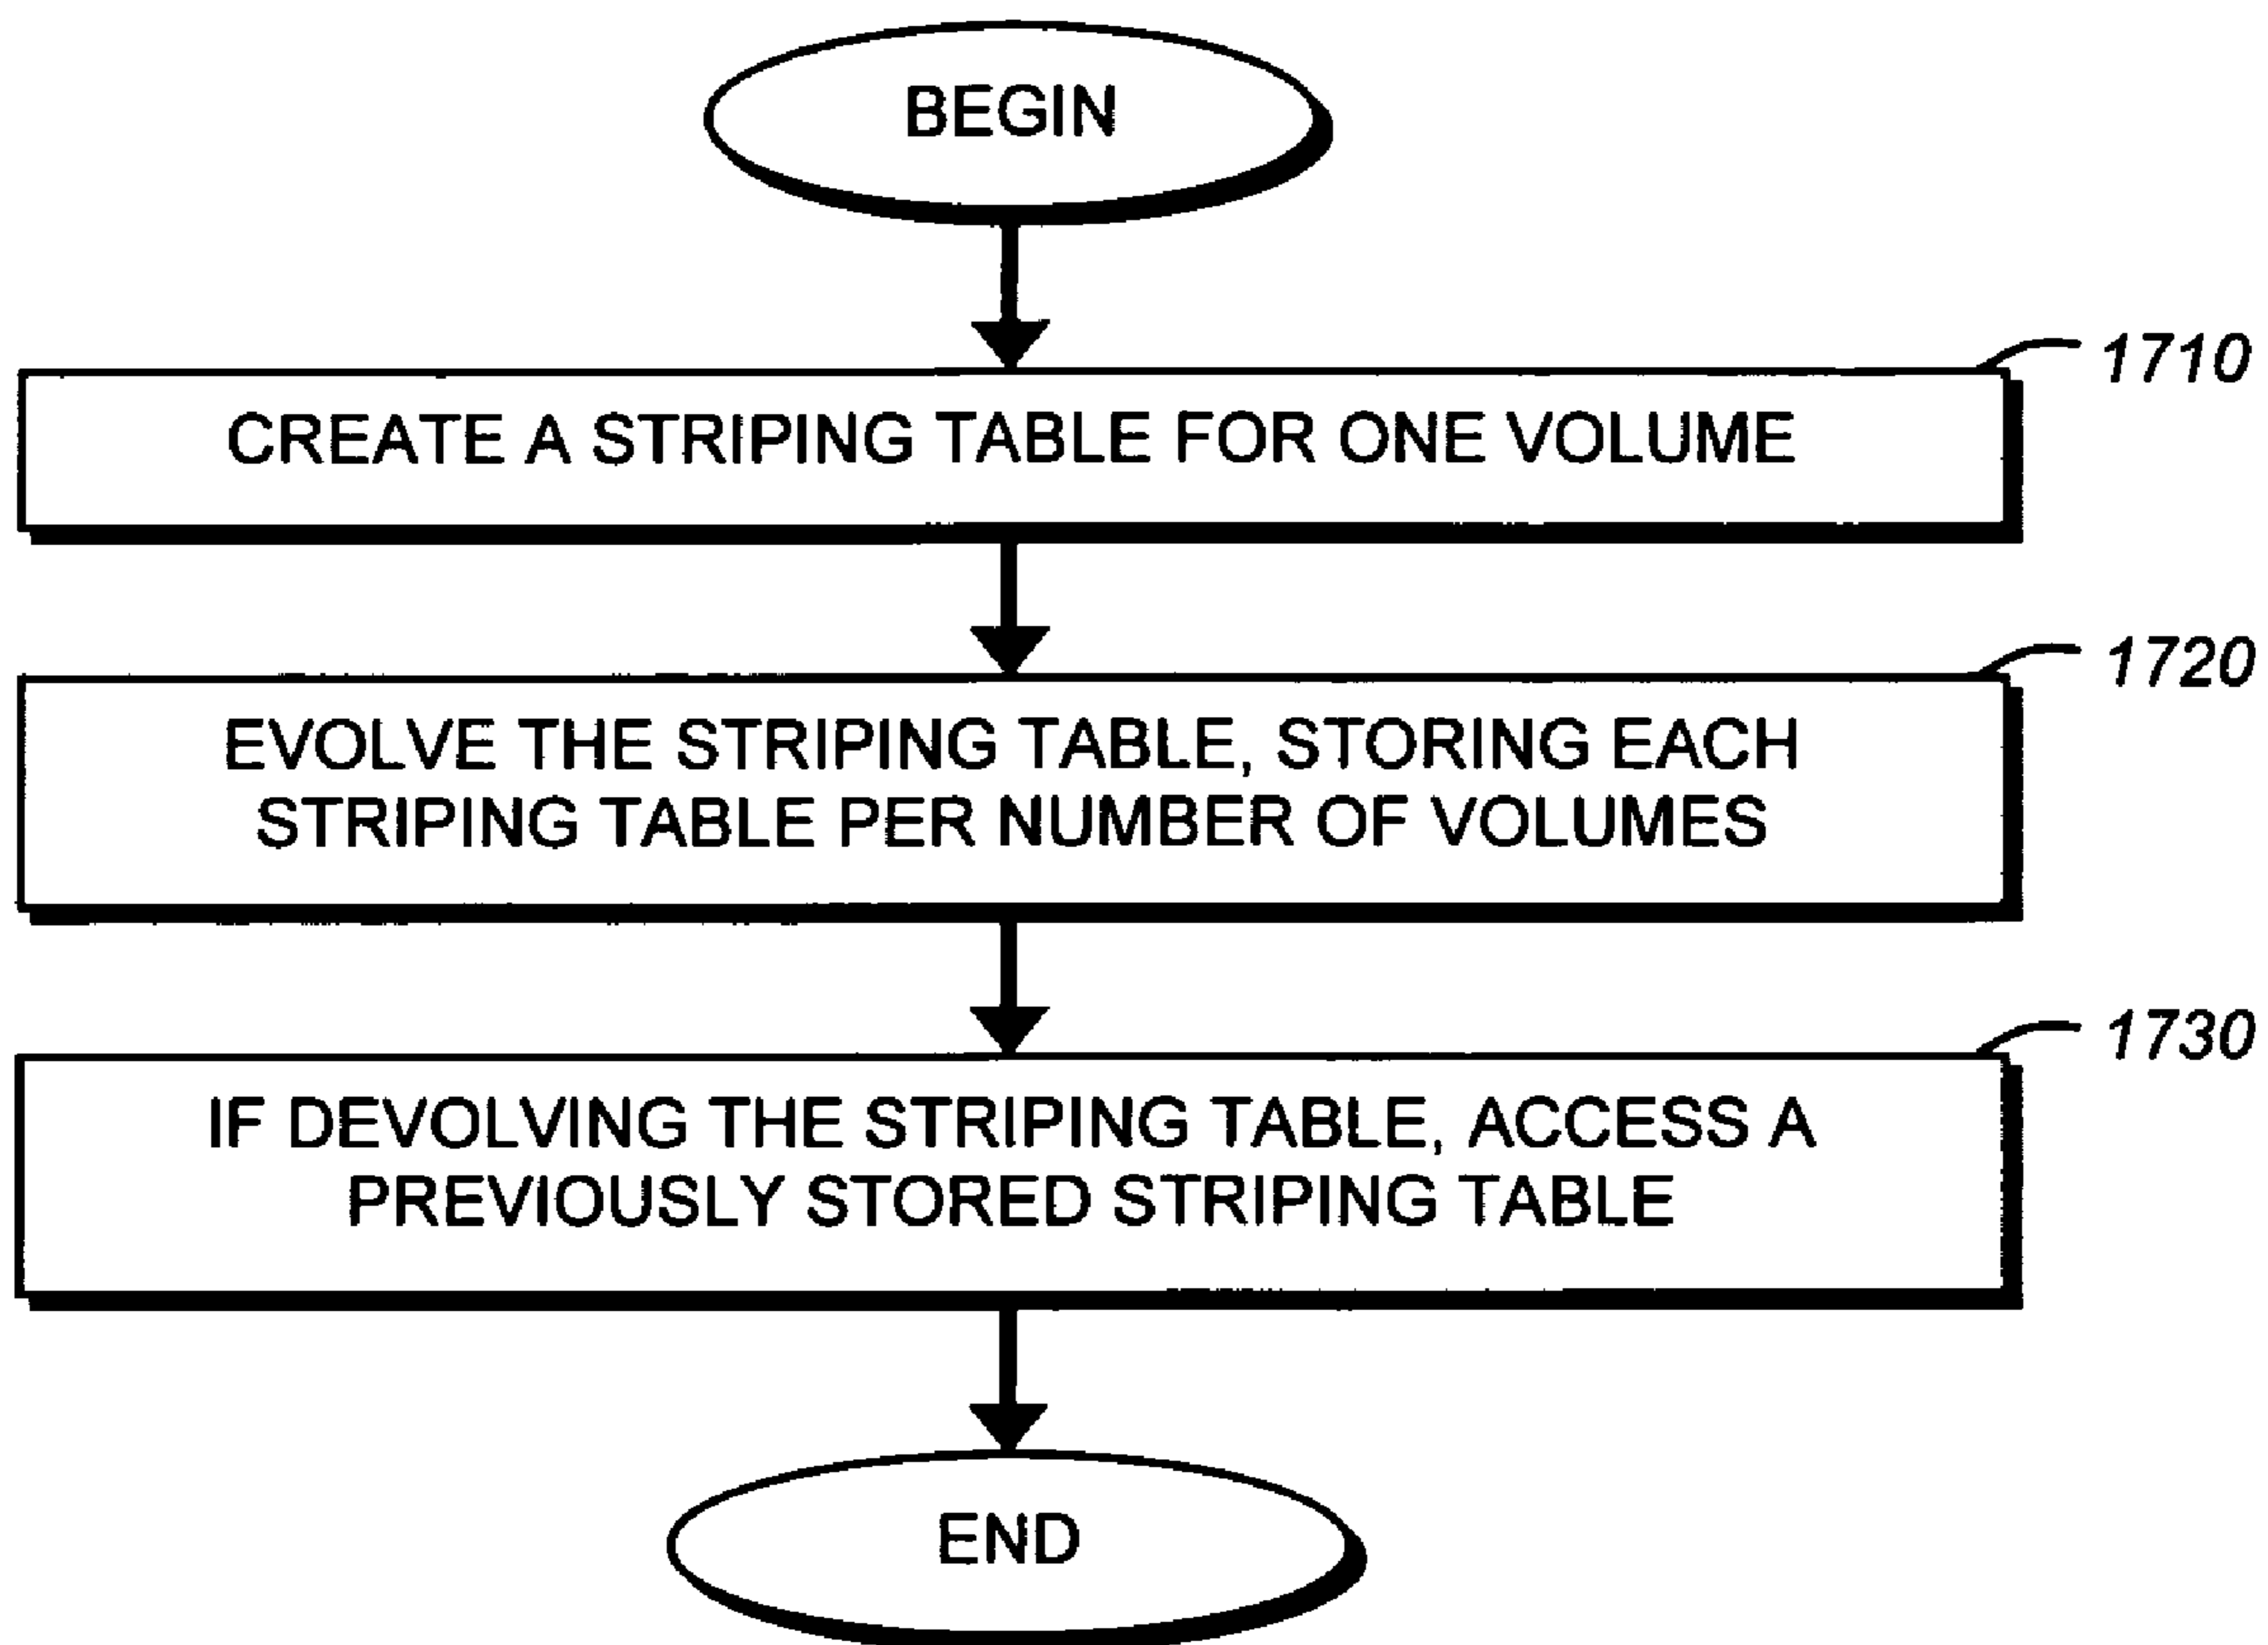 BEGIN
1710
CREATE A STRIPING TABLE FOR ONE VOLUME
1720
EVOLVE THE STRIPING TABLE, STORING EACH
STRIPING TABLE PER NUMBER OF VOLUMES
1730
IF DEVOLVING THE STRIPING TABLE, ACCESS A
PREVIOUSLY STORED STRIPING TABLE
END